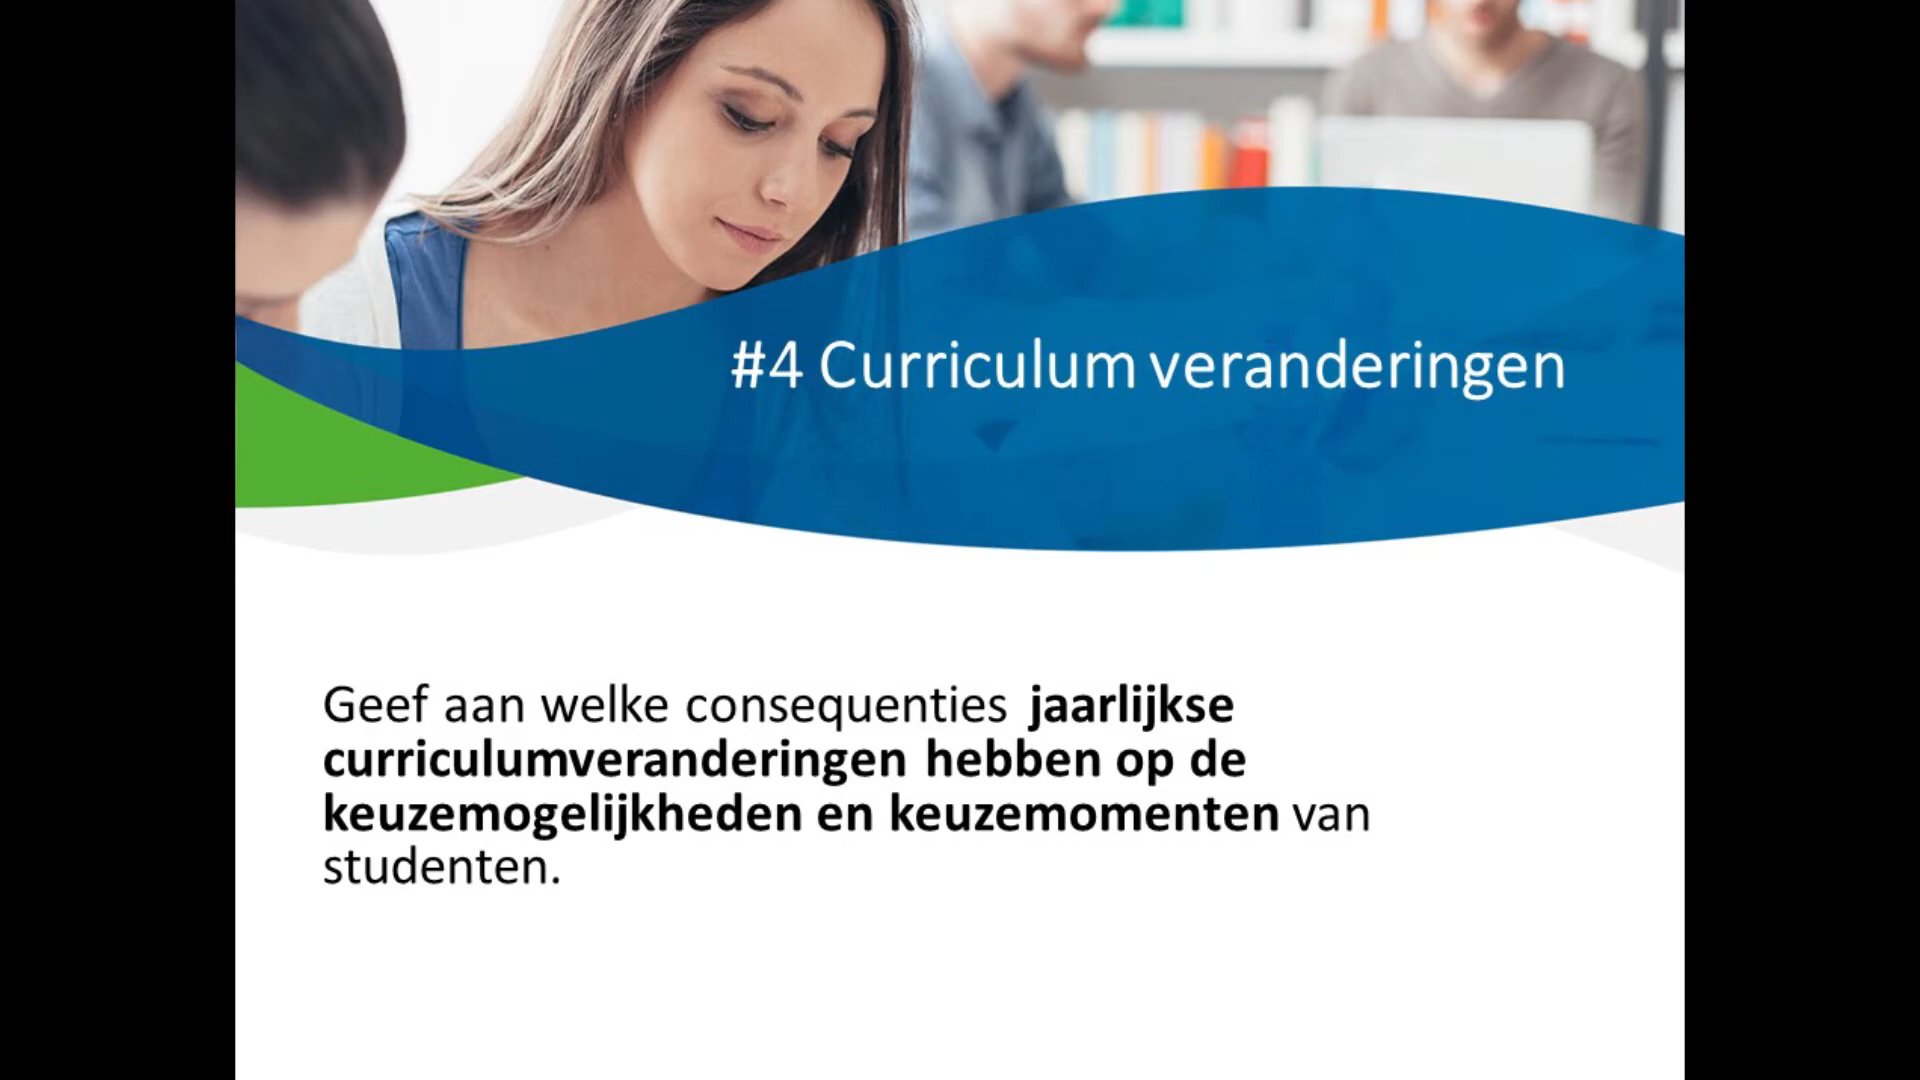 #4 Curriculum veranderingen
Geef aan welke consequenties jaarlijkse
curriculumveranderingen hebben op de
keuzemogelijkheden en keuzemomenten van
studenten.